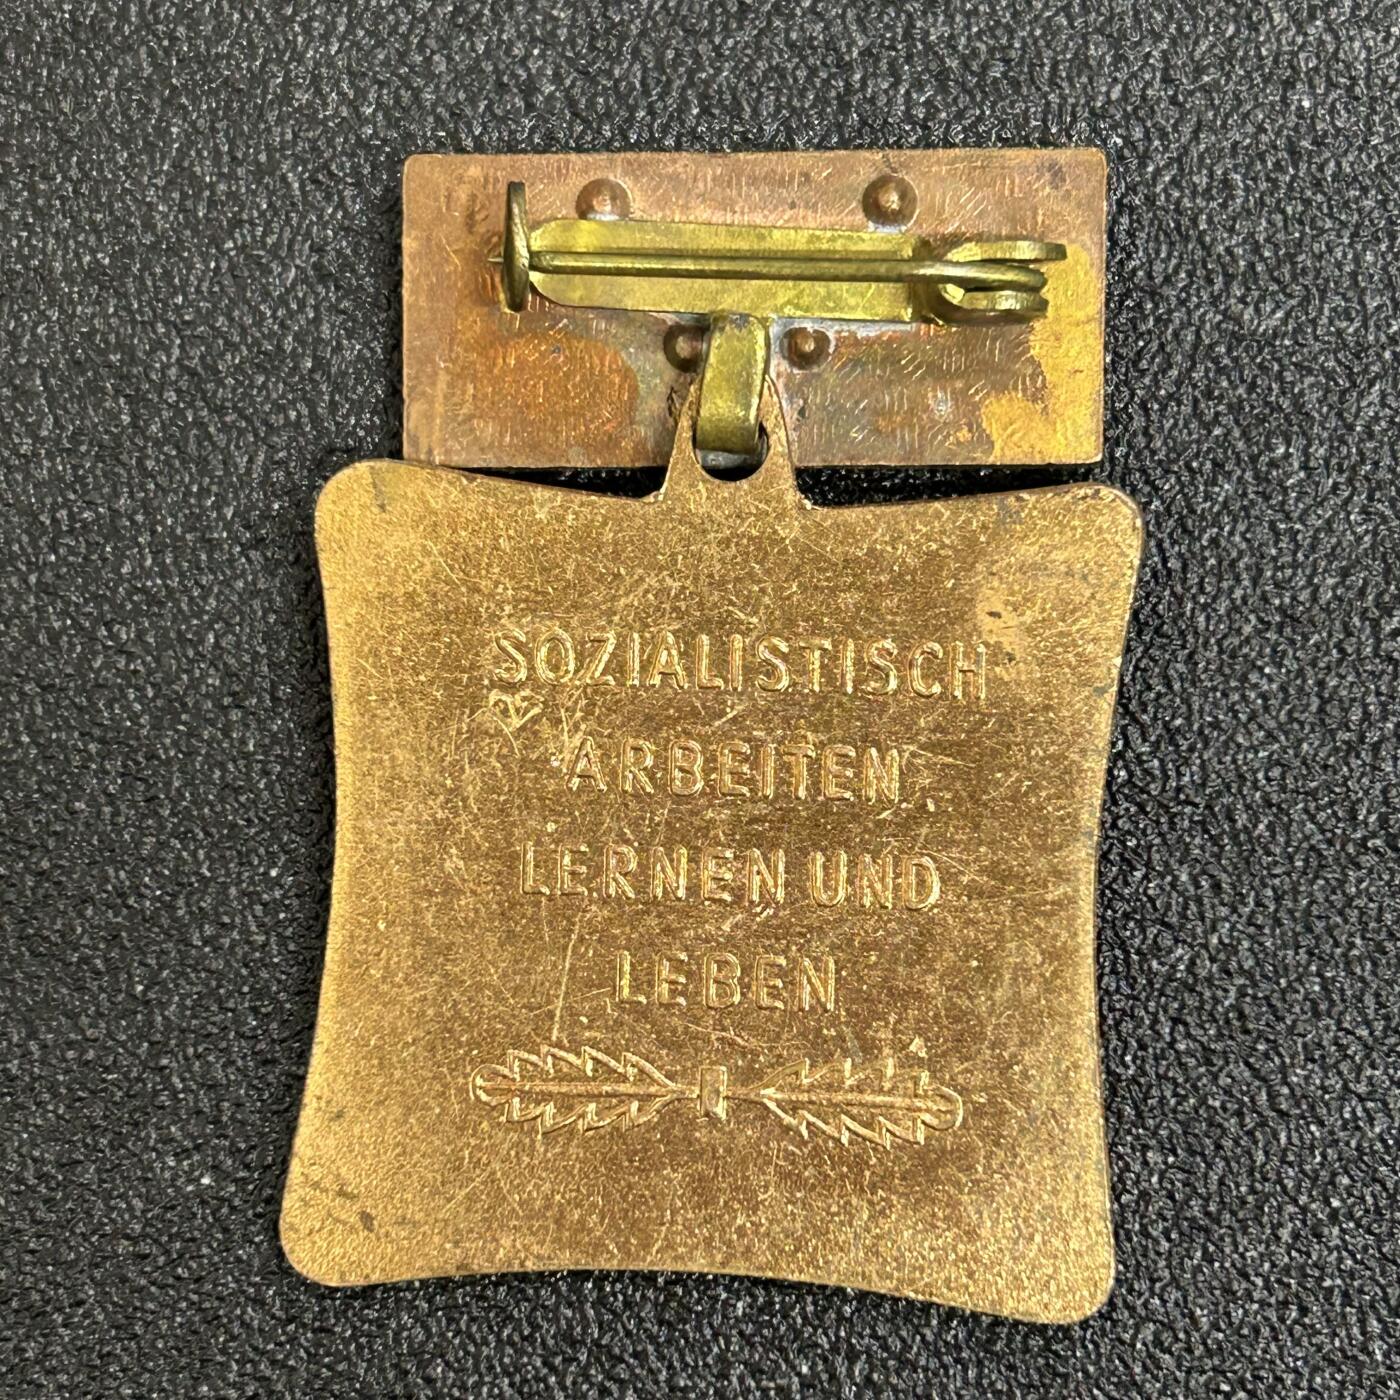 SOZIALISTISCH
ARBEITEN
LERNEN UND
LEBEN